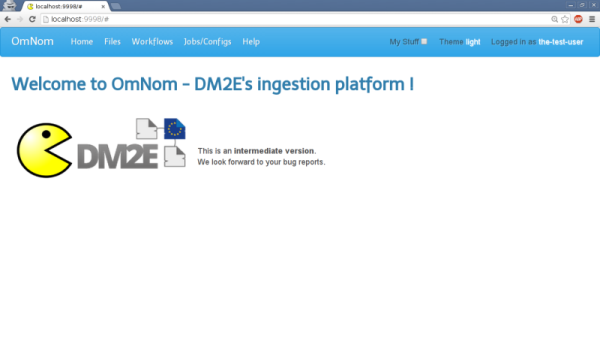 localhost:9998/#
localhost:9998/#
OmNom Home Files Workflows Jobs/Configs Help My Stuff Theme light Logged in as the-test-user
Welcome to OmNom - DM2E's ingestion platform !
DM2E
This is an intermediate version.
We look forward to your bug reports.